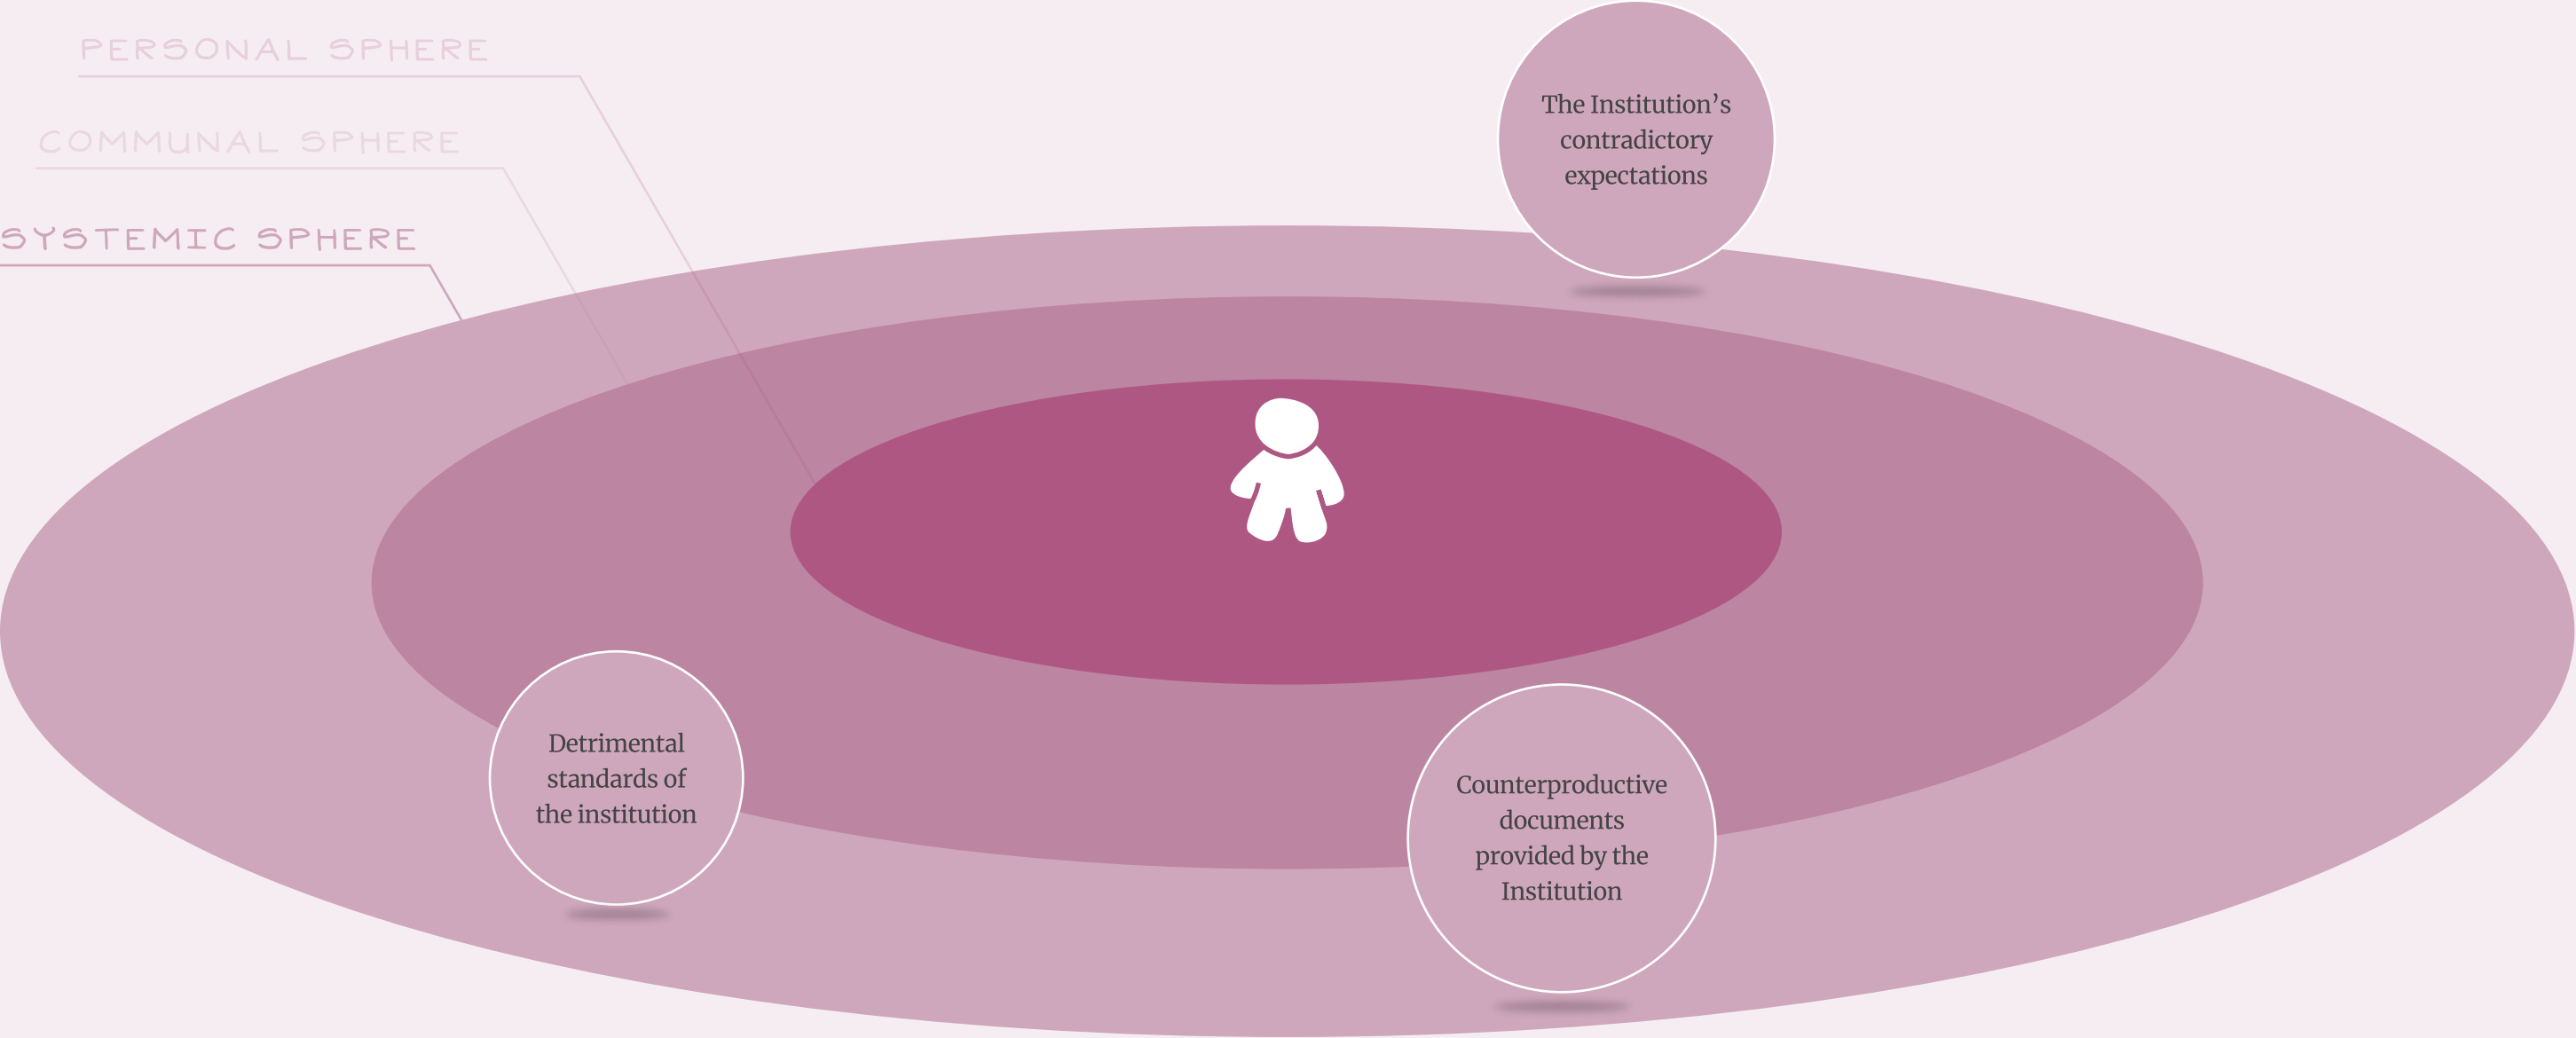 PERSONAL SPHERE
COMMUNAL SPHERE
SYSTEMIC SPHERE
The Institution’s
contradictory
expectations
Detrimental
standards of
the institution
Counterproductive
documents
provided by the
Institution